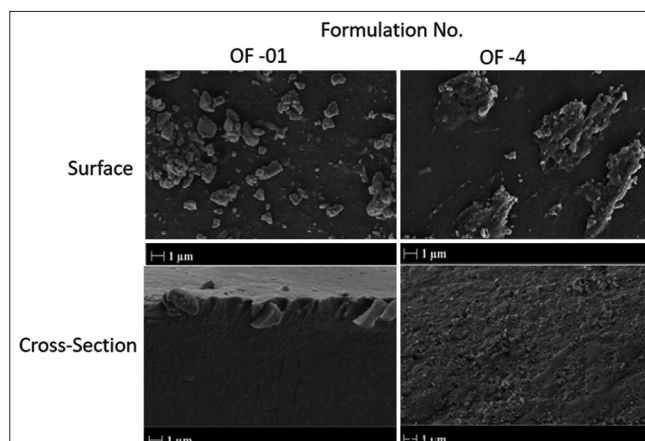 Formulation No.
OF -01
OF -4
Surface
1 µm
1 µm
Cross-Section
1 µm
1 µm